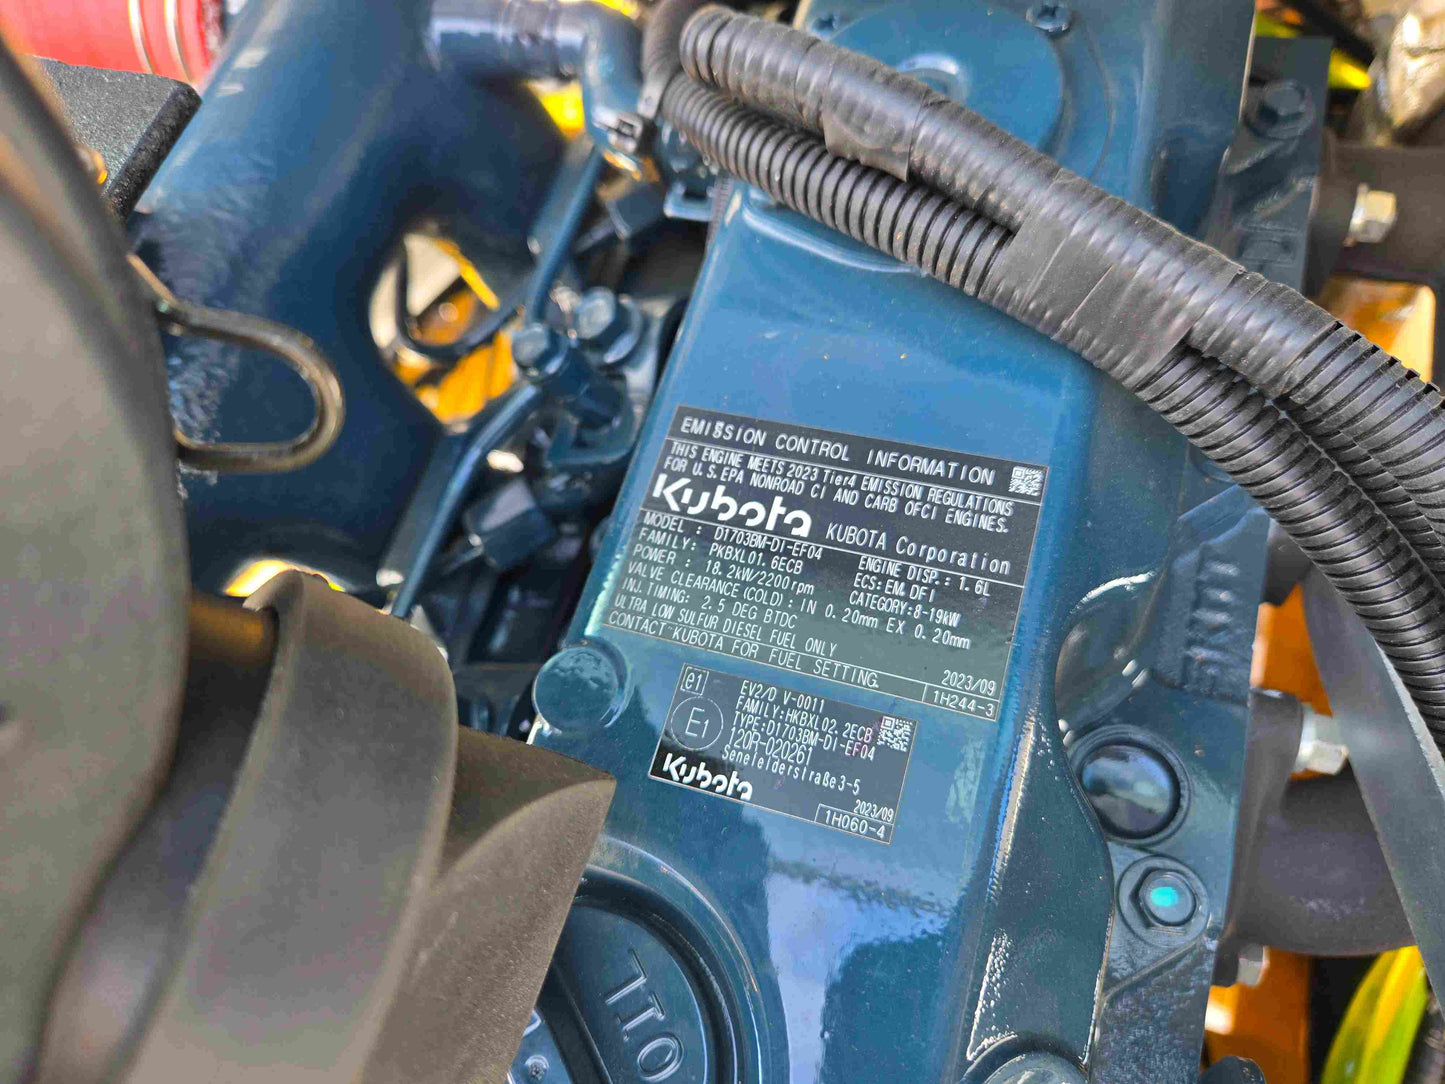 EMISSION CONTROL INFORMATION
THIS ENGINE MEETS 2023 Tier4 EMISSION REGULATIONS
FOR U.S. EPA NONROAD CI AND CARB OFCI ENGINES.
Kubota KUBOTA Corporation
MODEL : D1703BM-DI-EF04 ENGINE DISP.: 1.6L
FAMILY: PKBXL01.6ECB ECS: EM, DFI
POWER : 18.2kW/2200rpm CATEGORY:8-19kW
VALVE CLEARANCE(COLD): IN 0.20mm EX 0.20mm
INJ.TIMING: 2.5 DEG BTDC
ULTRA LOW SULFUR DIESEL FUEL ONLY
CONTACT KUBOTA FOR FUEL SETTING.
2023/09
1H244-3
e1 EV2/D V-0011
FAMILY:HKBXL02.2ECB
E1 TYPE:D1703BM-DI-EF04
120R-020261
Senefelderstraße3-5
Kubota
2023/09
1H060-4
OIL